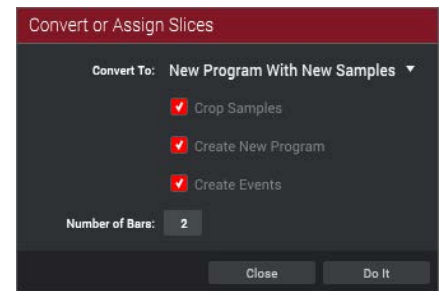 Convert or Assign Slices
Convert To: New Program With New Samples
Crop Samples
Create New Program
Create Events
Number of Bars: 2
Close Do It